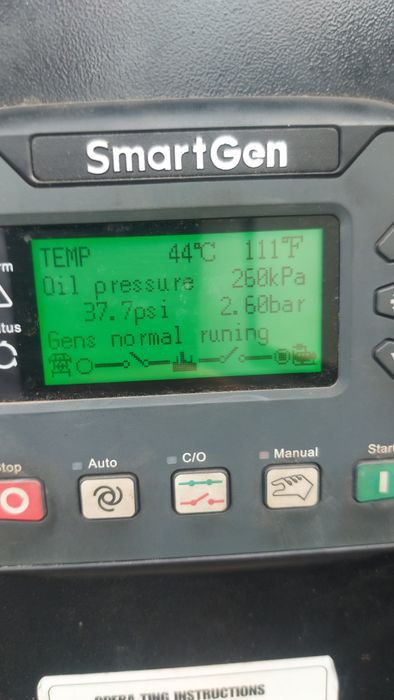 SmartGen
TEMP 44℃ 111℉
Oil pressure 260kPa
37.7psi 2.60bar
Gens normal runing
Auto
C/O
Manual
Start
OPERATING INSTRUCTIONS